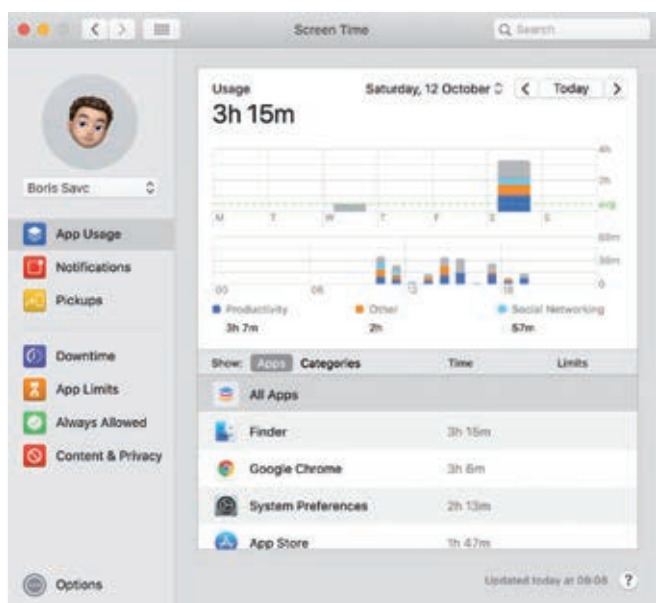 Screen Time
Search
Boris Savc
App Usage
Notifications
Pickups
Downtime
App Limits
Always Allowed
Content & Privacy
Options
Usage
Saturday, 12 October
Today
3h 15m
4h
2h
avg
M T W T F S S
60m
30m
0
00 06 12 18
Productivity
3h 7m
Other
2h
Social Networking
57m
Show: Apps Categories Time Limits
All Apps
Finder 3h 15m
Google Chrome 3h 6m
System Preferences 2h 13m
App Store 1h 47m
Updated today at 09:08 ?